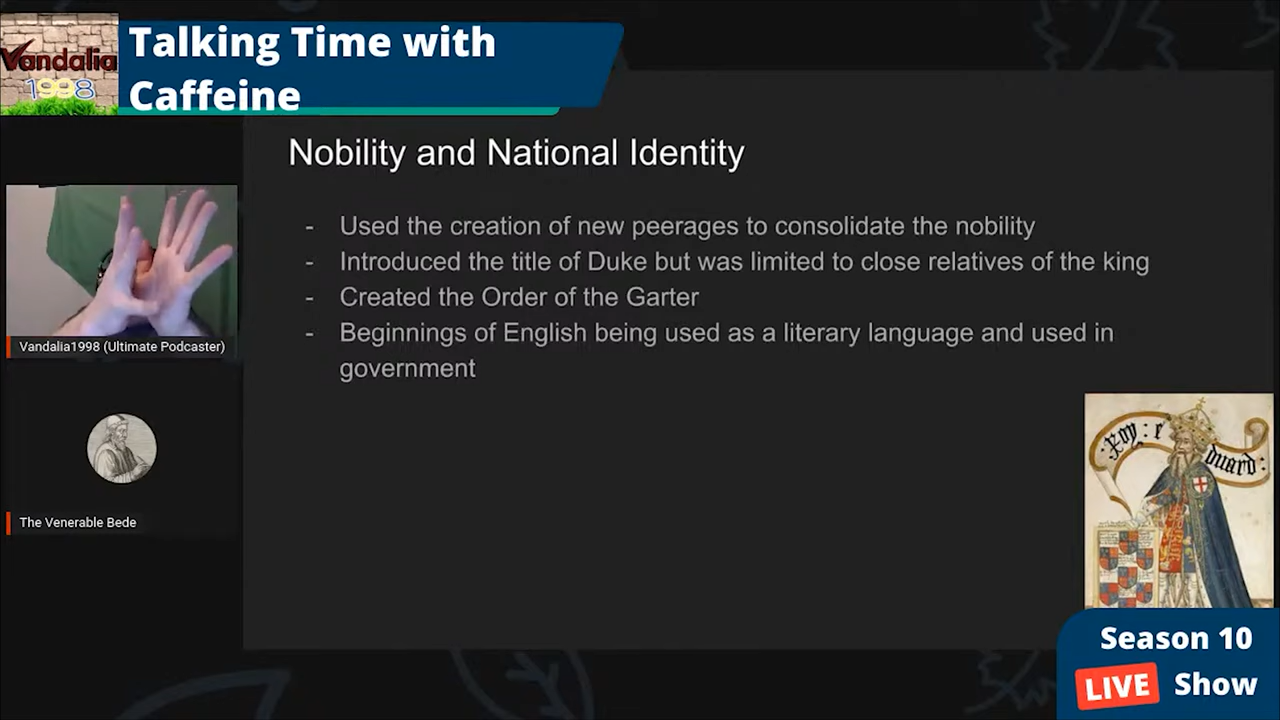 Vandalia
1998
Talking Time with
Caffeine
Nobility and National Identity
- Used the creation of new peerages to consolidate the nobility
- Introduced the title of Duke but was limited to close relatives of the king
- Created the Order of the Garter
- Beginnings of English being used as a literary language and used in
government
Vandalia1998 (Ultimate Podcaster)
The Venerable Bede
:Roy: e
duard:
Season 10
LIVE Show